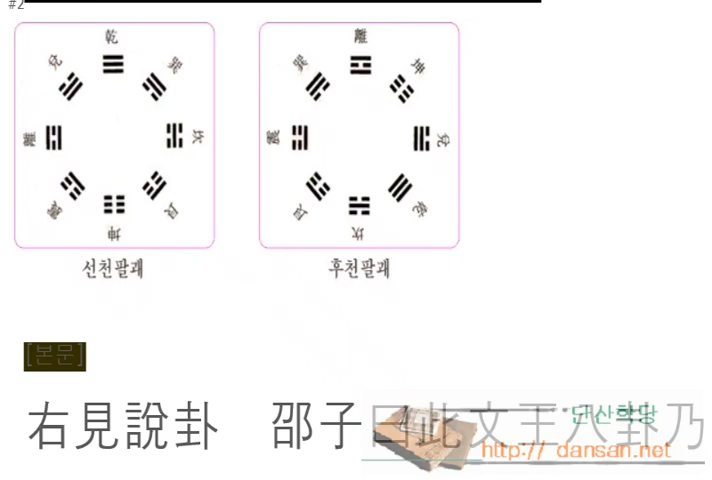 #2
乾
兌
巽
離
坎
震
艮
坤
離
巽
坤
震
兌
艮
乾
坎
선천팔괘
후천팔괘
[본문]
右見說卦 邵子曰此文王八卦乃
단산학당
http://dansan.net